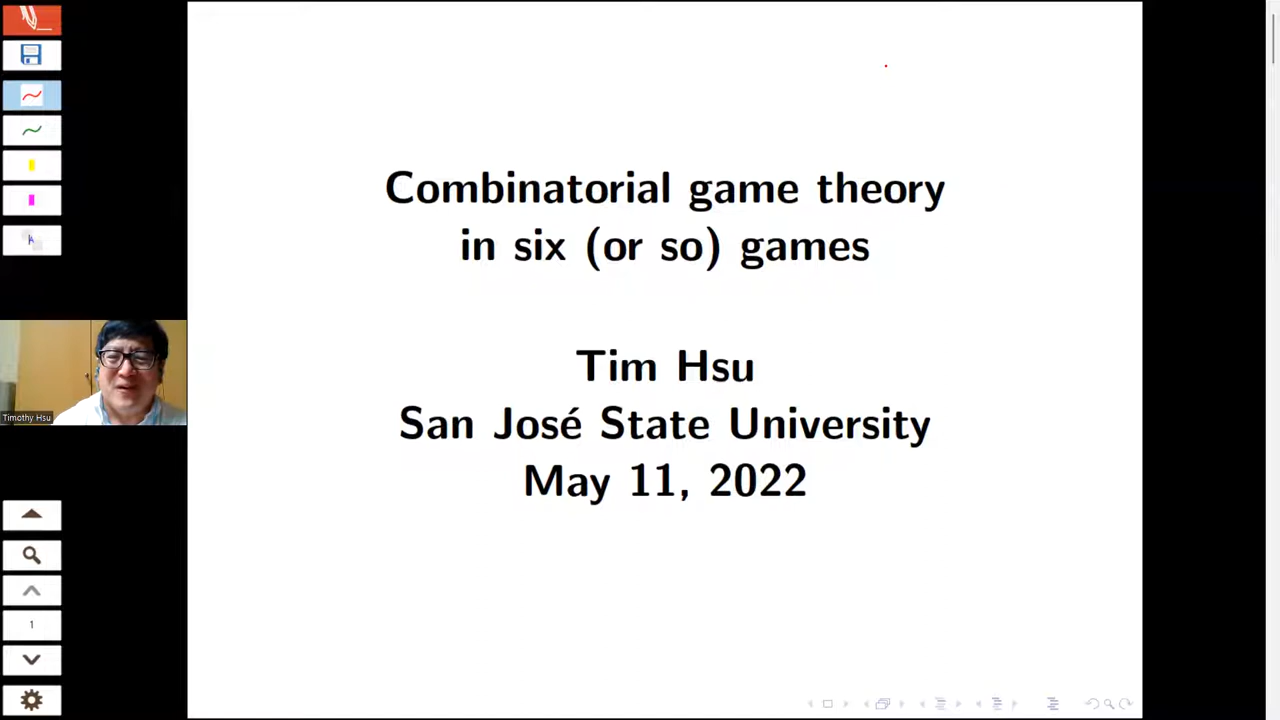 Combinatorial game theory
in six (or so) games
Tim Hsu
San José State University
May 11, 2022
Timothy Hsu
1